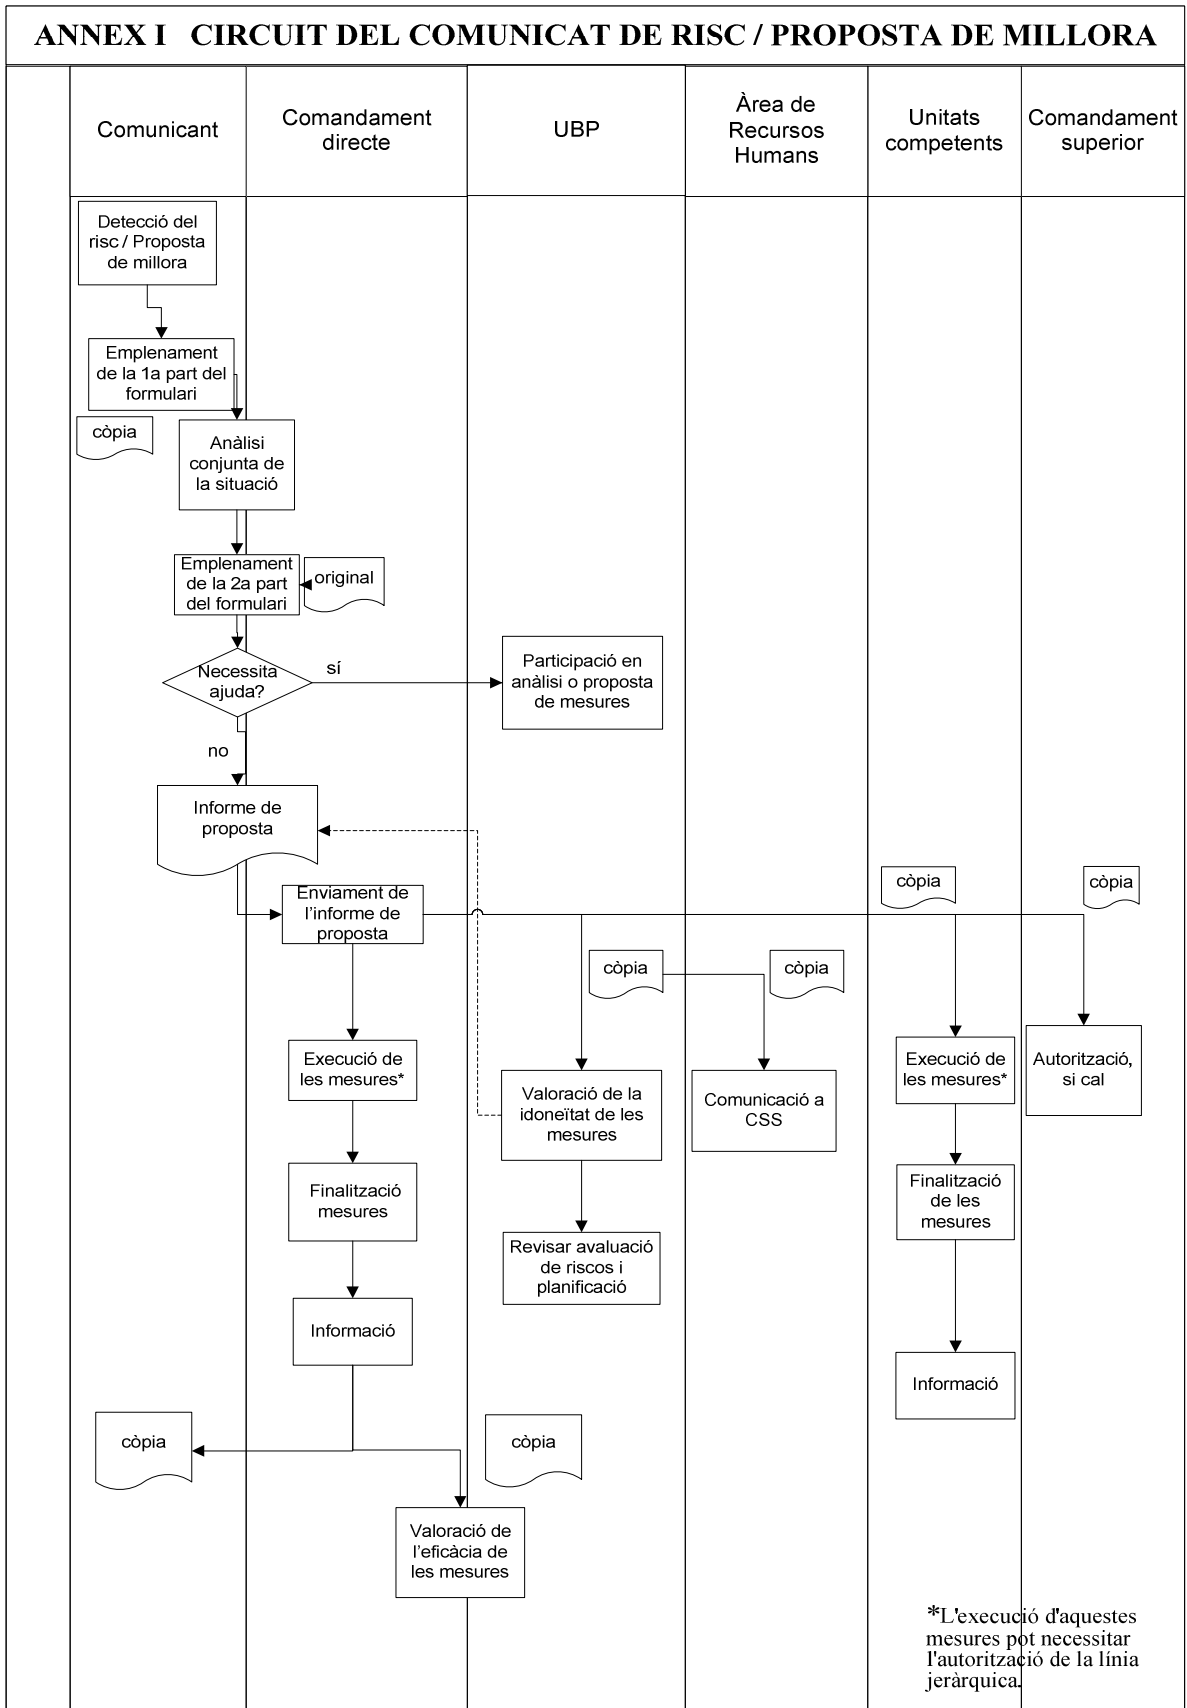 ANNEX I CIRCUIT DEL COMUNICAT DE RISC / PROPOSTA DE MILLORA
Comunicant
Comandament
directe
UBP
Àrea de
Recursos
Humans
Unitats
competents
Comandament
superior
Detecció del
risc / Proposta
de millora
Emplenament
de la 1a part del
formulari
còpia
Anàlisi
conjunta de
la situació
Emplenament
de la 2a part
del formulari
original
Necessita
ajuda?
sí
Participació en
anàlisi o proposta
de mesures
no
Informe de
proposta
Enviament de
l'informe de
proposta
còpia
còpia
còpia
còpia
Execució de
les mesures*
Valoració de la
idoneïtat de les
mesures
Comunicació a
CSS
Execució de
les mesures*
Autorització,
si cal
Finalització
mesures
Finalització
de les
mesures
Revisar avaluació
de riscos i
planificació
Informació
Informació
còpia
còpia
Valoració de
l'eficàcia de
les mesures
*L'execució d'aquestes
mesures pot necessitar
l'autorització de la línia
jeràrquica.